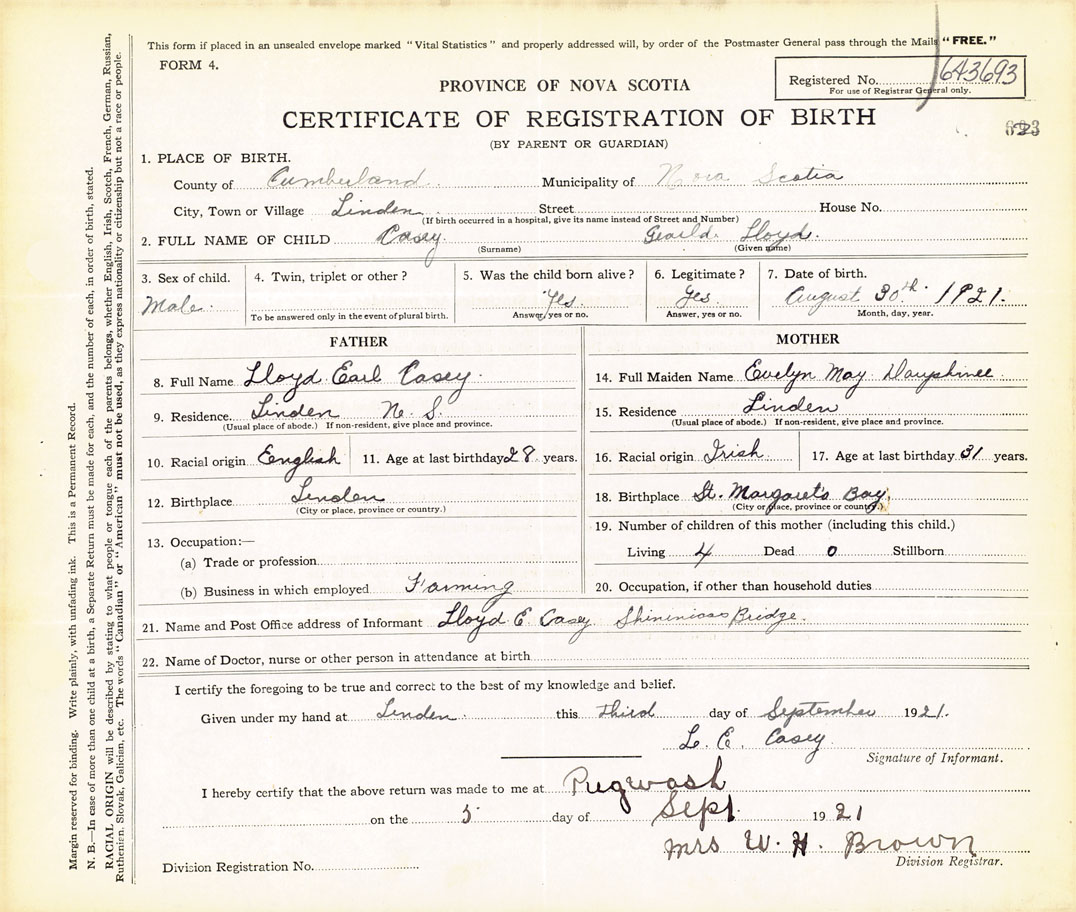 This form if placed in an unsealed envelope marked "Vital Statistics" and properly addressed will, by order of the Postmaster General pass through the Mails "FREE."
FORM 4.
Registered No. 643693
For use of Registrar General only.
PROVINCE OF NOVA SCOTIA
CERTIFICATE OF REGISTRATION OF BIRTH
(BY PARENT OR GUARDIAN)
1. PLACE OF BIRTH.
County of Cumberland Municipality of Nova Scotia
City, Town or Village Linden Street House No.
(If birth occurred in a hospital, give its name instead of Street and Number)
2. FULL NAME OF CHILD Casey Lloyd.
(Surname) (Given name)
3. Sex of child. 4. Twin, triplet or other? 5. Was the child born alive? 6. Legitimate? 7. Date of birth.
Male. Yes. Yes. August 30th 1921.
To be answered only in the event of plural birth. Answer, yes or no. Answer, yes or no. Month, day, year.
FATHER MOTHER
8. Full Name Lloyd Earl Casey. 14. Full Maiden Name Evelyn May Dauphinee
9. Residence. Linden N. S. 15. Residence Linden
(Usual place of abode.) If non-resident, give place and province. (Usual place of abode.) If non-resident, give place and province.
10. Racial origin English 11. Age at last birthday 28 years. 16. Racial origin Irish. 17. Age at last birthday 31 years.
12. Birthplace Linden 18. Birthplace St. Margarets Bay,
(City or place, province or country.) (City or place, province or country.)
19. Number of children of this mother (including this child.)
13. Occupation:—
Living 4 Dead 0 Stillborn
(a) Trade or profession.
(b) Business in which employed Farming 20. Occupation, if other than household duties
21. Name and Post Office address of Informant Lloyd E. Casey Bridge.
22. Name of Doctor, nurse or other person in attendance at birth
I certify the foregoing to be true and correct to the best of my knowledge and belief.
Given under my hand at Linden. this third day of September 1921.
L. E. Casey
Signature of Informant.
I hereby certify that the above return was made to me at Pugwash
on the 5 day of Sept. 1921
Mrs W. H. Brown
Division Registrar.
Division Registration No.
Margin reserved for binding. Write plainly, with unfading ink. This is a Permanent Record.
N. B.—In case of more than one child at a birth, a Separate Return must be made for each, and the number of each, in order of birth, stated.
RACIAL ORIGIN will be described by stating to what people or tongue each of the parents belongs, whether English, Irish, Scotch, French, German, Russian,
Ruthenian, Slovak, Galician, etc. The words "Canadian" or "American" must not be used, as they express nationality or citizenship but not a race or people.